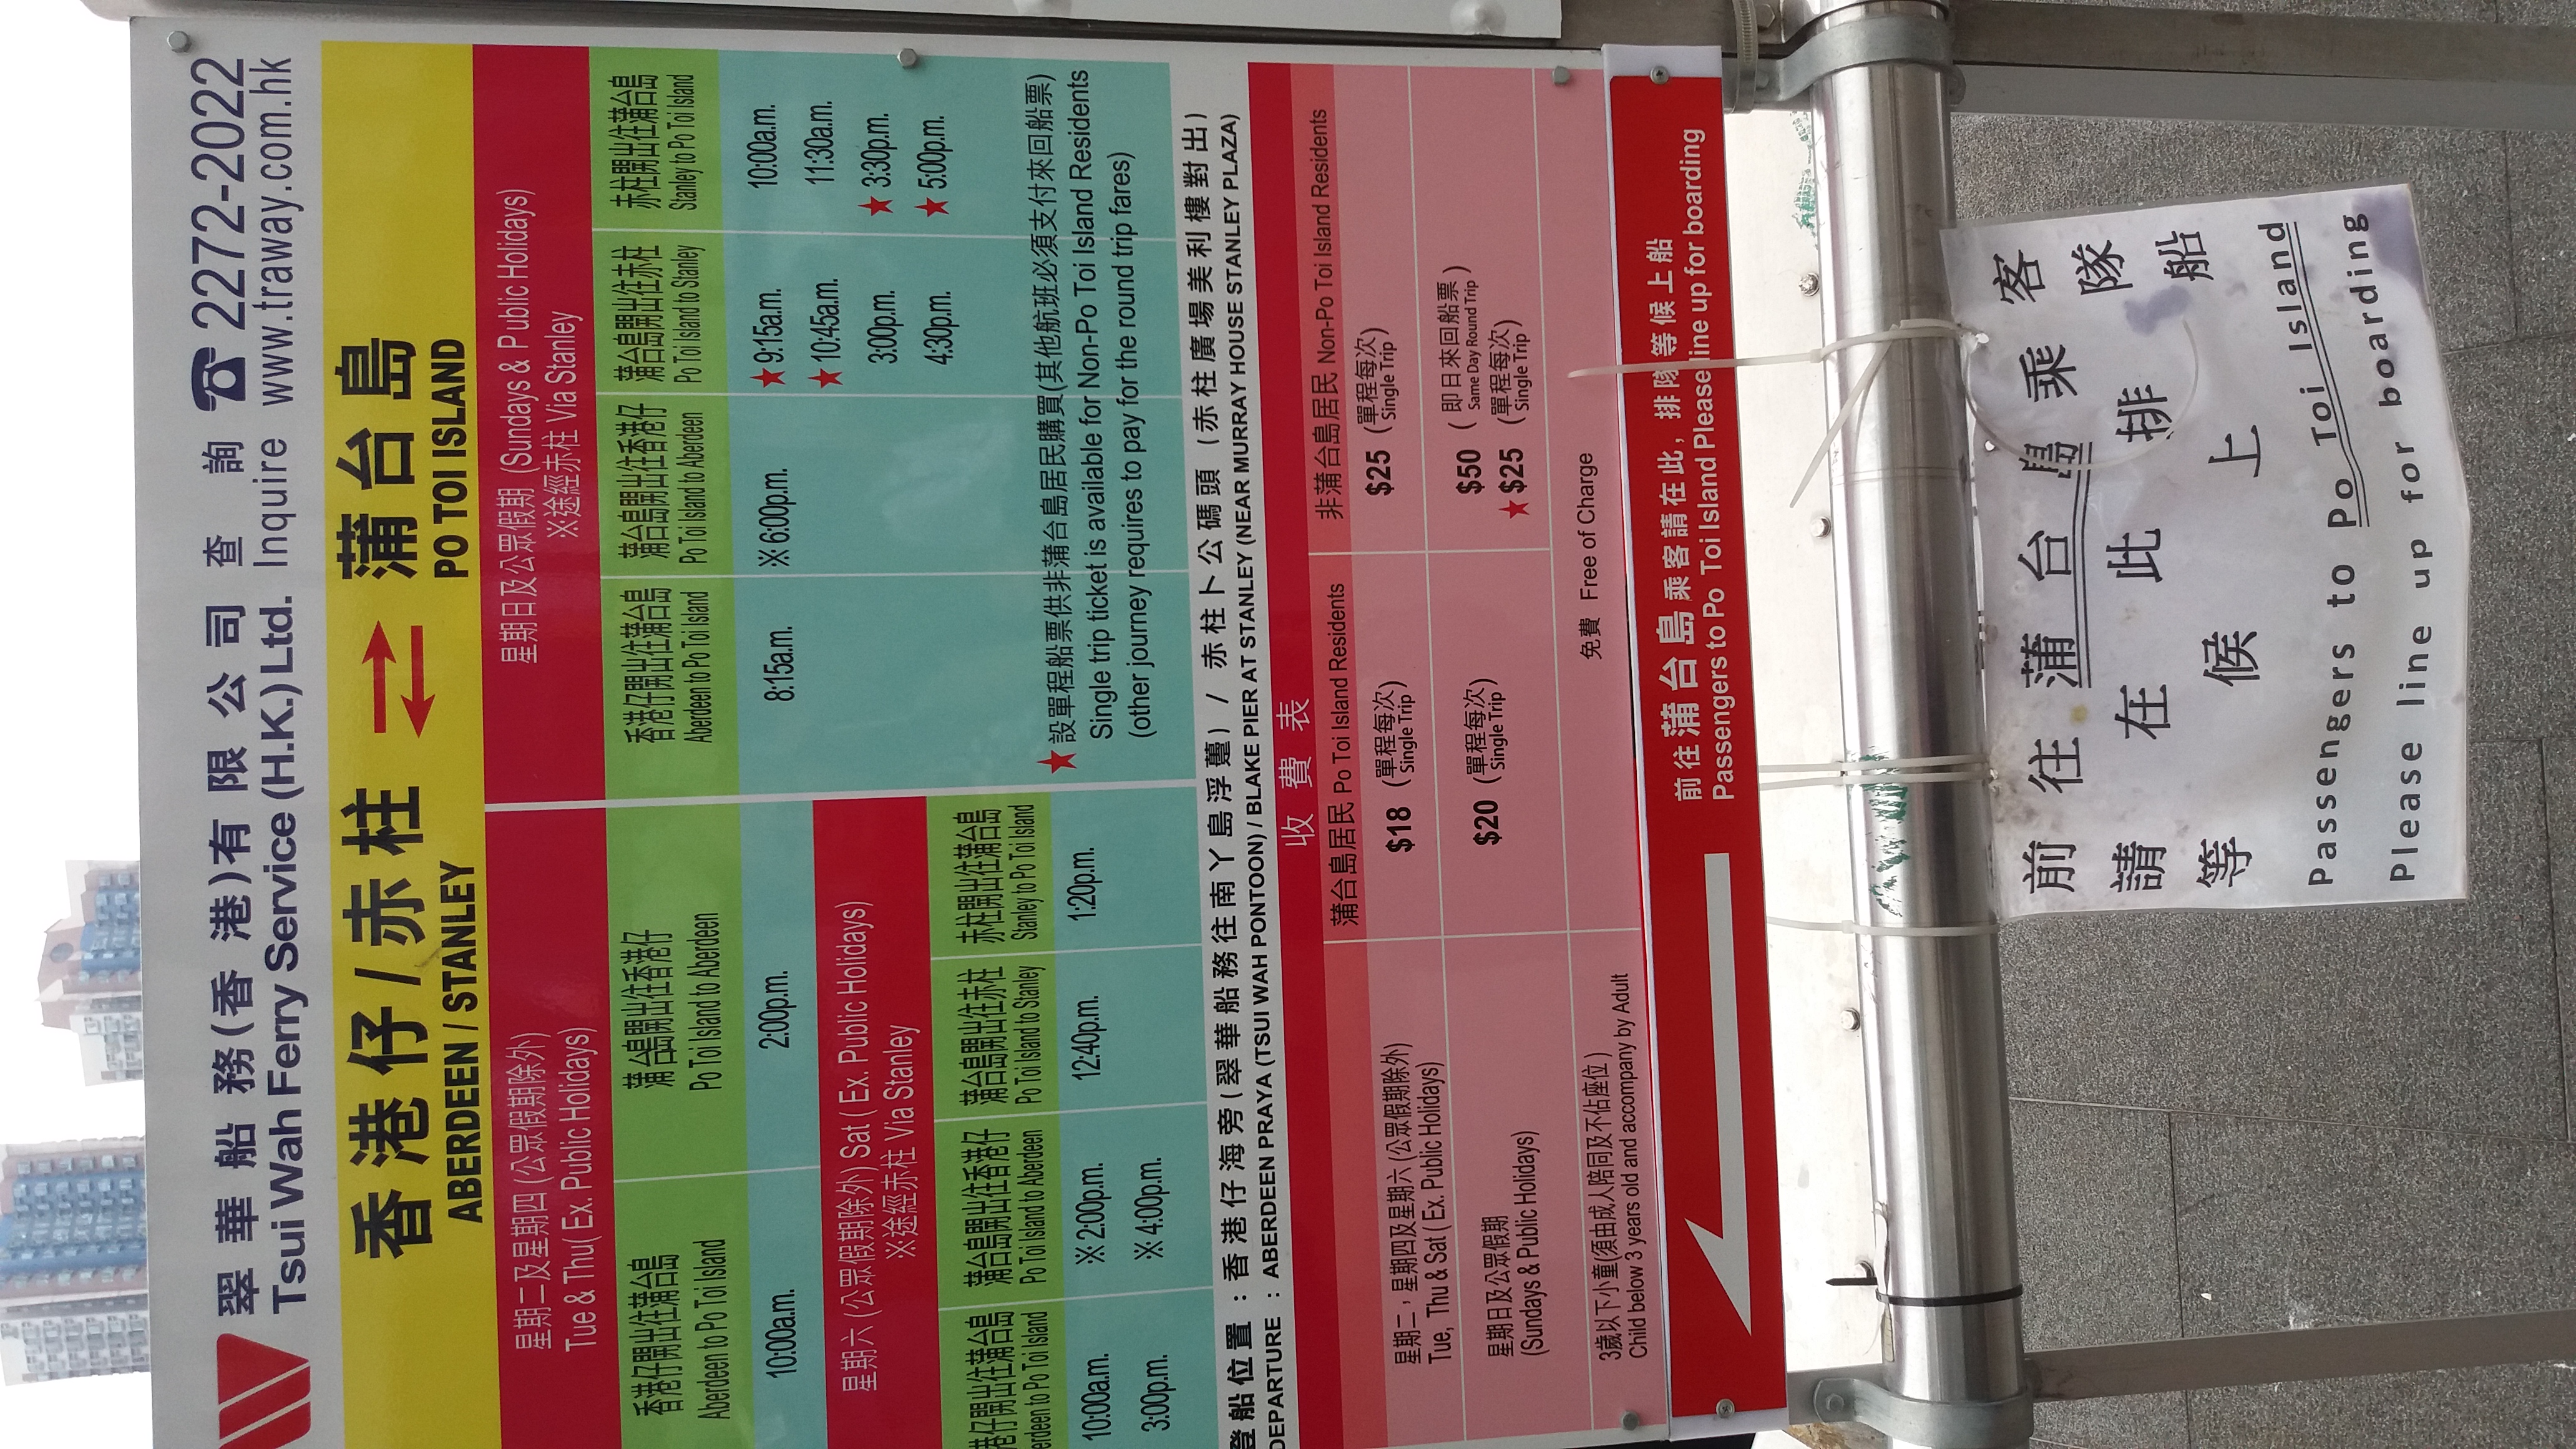 翠華船務(香港)有限公司 查詢 ☎ 2272-2022
Tsui Wah Ferry Service (H.K.) Ltd. Inquire www.traway.com.hk
香港仔/赤柱 ⇄ 蒲台島
ABERDEEN / STANLEY PO TOI ISLAND
星期二及星期四 (公眾假期除外)
Tue & Thu( Ex. Public Holidays)
香港仔開出往蒲台島 蒲台島開出往香港仔
Aberdeen to Po Toi Island Po Toi Island to Aberdeen
10:00a.m. 2:00p.m.
星期六 (公眾假期除外) Sat ( Ex. Public Holidays)
※途經赤柱 Via Stanley
港仔開出往蒲台島 蒲台島開出往香港仔 蒲台島開出往赤柱 赤柱開出往蒲台島
erdeen to Po Toi Island Po Toi Island to Aberdeen Po Toi Island to Stanley Stanley to Po Toi Island
10:00a.m. ※ 2:00p.m. 12:40p.m. 1:20p.m.
3:00p.m. ※ 4:00p.m.
星期日及公眾假期 (Sundays & Public Holidays)
※途經赤柱 Via Stanley
香港仔開出往蒲台島 蒲台島開出往香港仔 蒲台島開出往赤柱 赤柱開出往蒲台島
Aberdeen to Po Toi Island Po Toi Island to Aberdeen Po Toi Island to Stanley Stanley to Po Toi Island
8:15a.m. ※ 6:00p.m. ★ 9:15a.m. 10:00a.m.
★ 10:45a.m. 11:30a.m.
3:00p.m. ★ 3:30p.m.
4:30p.m. ★ 5:00p.m.
★ 設單程船票供非蒲台島居民購買(其他航班必須支付來回船票)
Single trip ticket is available for Non-Po Toi Island Residents
(other journey requires to pay for the round trip fares)
登船位置 : 香港仔海旁(翠華船務往南丫島浮躉) / 赤柱卜公碼頭 (赤柱廣場美利樓對出)
DEPARTURE : ABERDEEN PRAYA (TSUI WAH PONTOON) / BLAKE PIER AT STANLEY (NEAR MURRAY HOUSE STANLEY PLAZA)
收費表
蒲台島居民 Po Toi Island Residents 非蒲台島居民 Non-Po Toi Island Residents
星期二，星期四及星期六 (公眾假期除外)
Tue, Thu & Sat ( Ex. Public Holidays)
$18 (單程每次) Single Trip
$25 (單程每次) Single Trip
星期日及公眾假期
(Sundays & Public Holidays)
$20 (單程每次) Single Trip
$50 (即日來回船票) Same Day Round Trip
★ $25 (單程每次) Single Trip
3歲以下小童(須由成人陪同及不佔座位)
Child below 3 years old and accompany by Adult
免費 Free of Charge
前往蒲台島乘客請在此，排隊等候上船
Passengers to Po Toi Island Please line up for boarding
前往蒲台島乘客
請在此排隊
等候上船
Passengers to Po Toi Island
Please line up for boarding